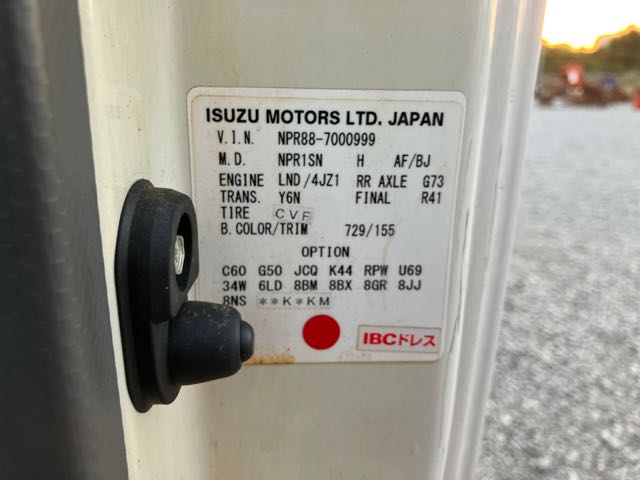 ISUZU MOTORS LTD. JAPAN
V.I.N. NPR88-7000999
M.D. NPR1SN H AF/BJ
ENGINE LND/4JZ1 RR AXLE G73
TRANS. Y6N FINAL R41
TIRE CVF
B.COLOR/TRIM 729/155
OPTION
C60 G50 JCQ K44 RPW U69
34W 6LD 8BM 8BX 8GR 8JJ
8NS **K*KM
IBCドレス